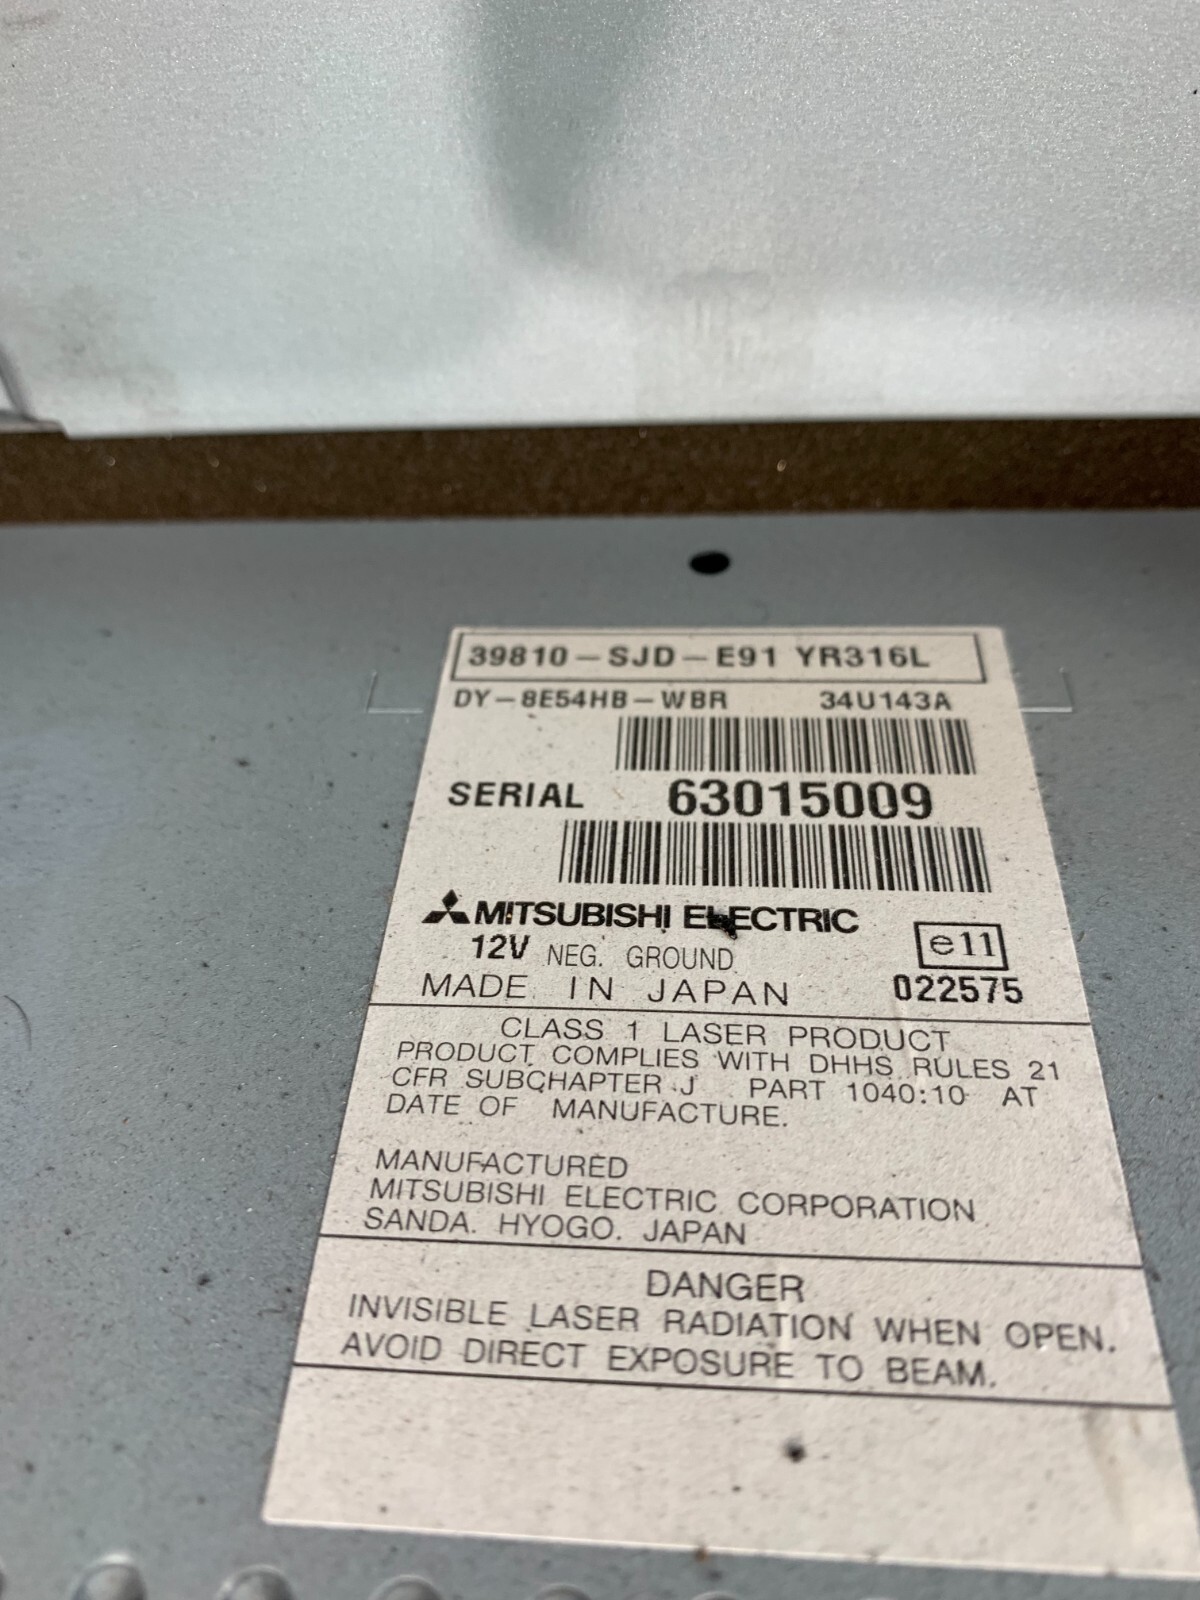 39810-SJD-E91 YR316L
DY-8E54HB-WBR 34U143A
SERIAL 63015009
MITSUBISHI ELECTRIC
12V NEG. GROUND
e11
MADE IN JAPAN 022575
CLASS 1 LASER PRODUCT
PRODUCT COMPLIES WITH DHHS RULES 21
CFR SUBCHAPTER J PART 1040:10 AT
DATE OF MANUFACTURE.
MANUFACTURED
MITSUBISHI ELECTRIC CORPORATION
SANDA. HYOGO. JAPAN
DANGER
INVISIBLE LASER RADIATION WHEN OPEN.
AVOID DIRECT EXPOSURE TO BEAM.